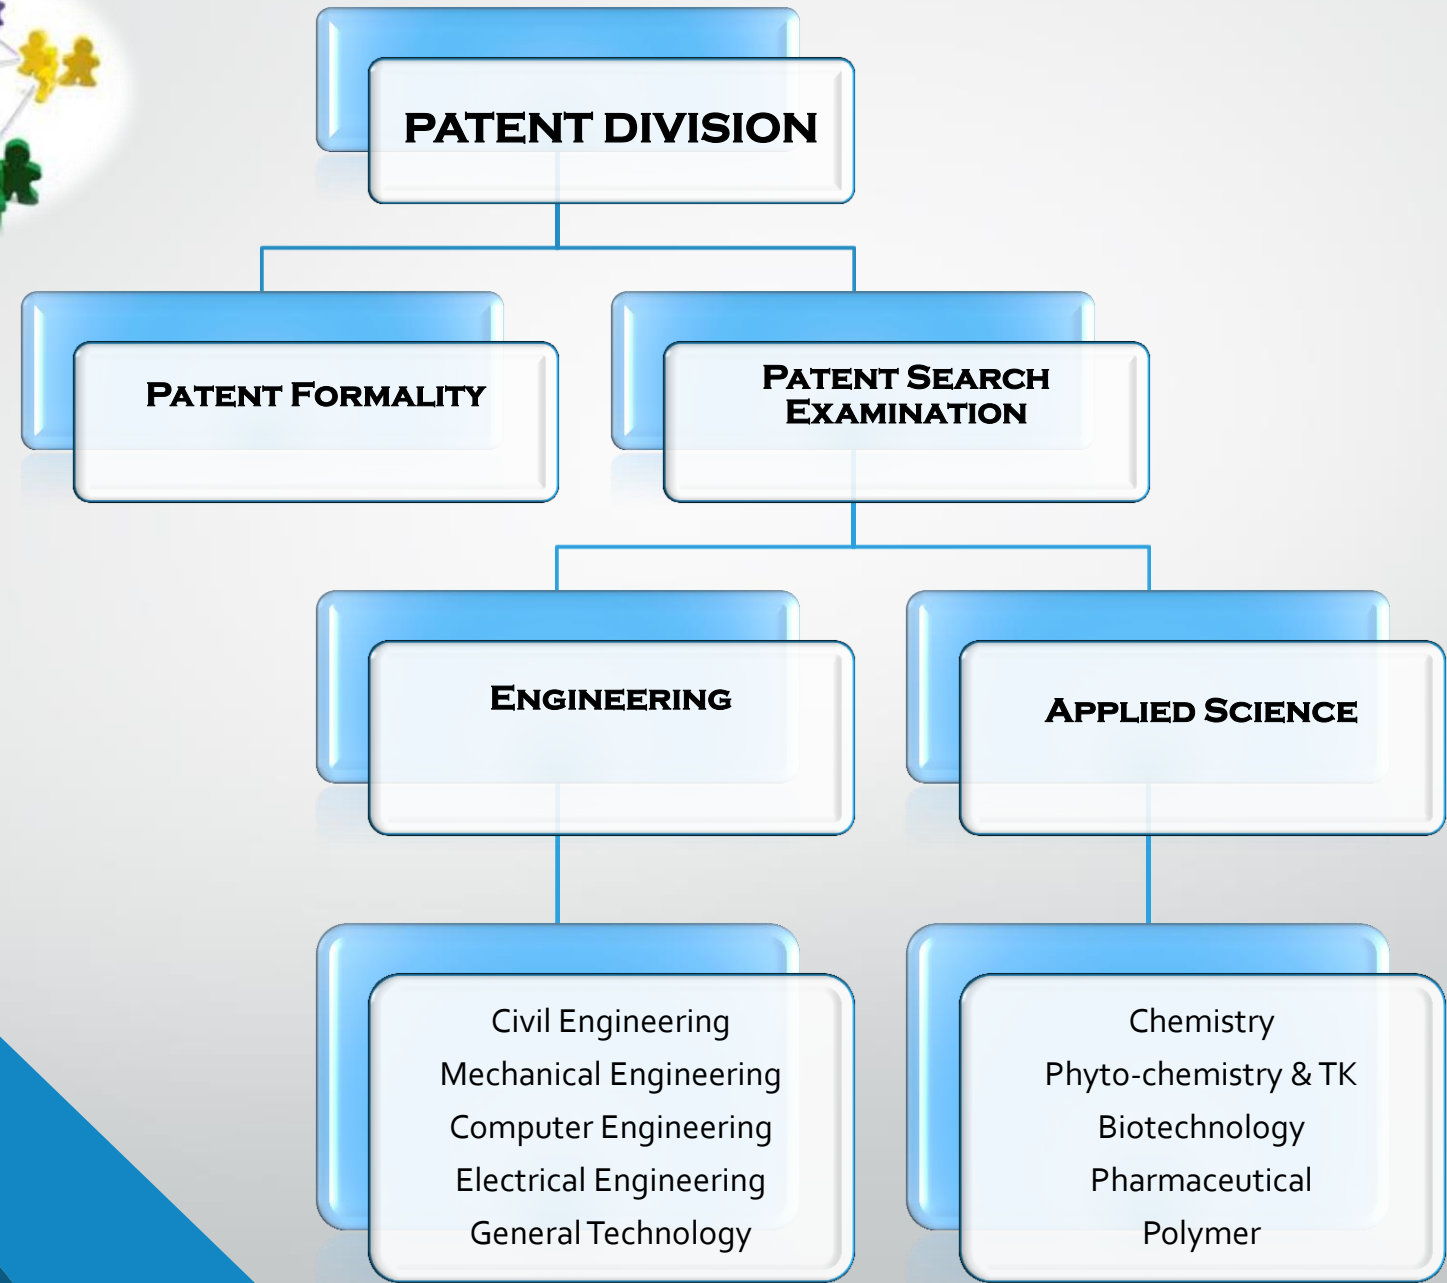 PATENT DIVISION
PATENT FORMALITY
PATENT SEARCH
EXAMINATION
ENGINEERING
APPLIED SCIENCE
Civil Engineering
Mechanical Engineering
Computer Engineering
Electrical Engineering
General Technology
Chemistry
Phyto-chemistry & TK
Biotechnology
Pharmaceutical
Polymer